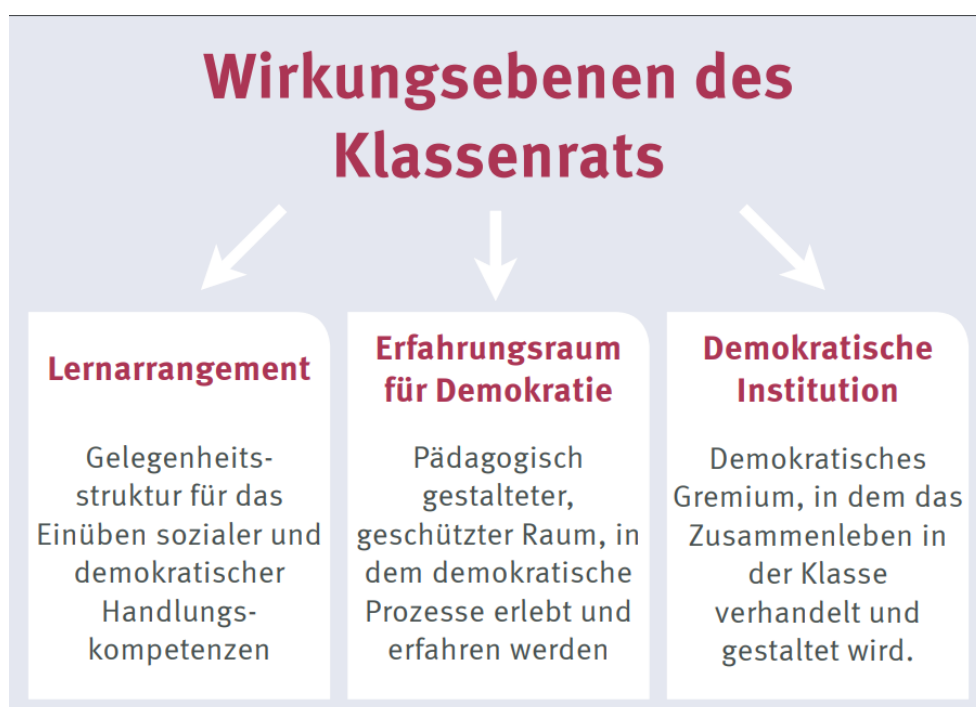 Wirkungsebenen des
Klassenrats
Lernarrangement
Gelegenheits-
struktur für das
Einüben sozialer und
demokratischer
Handlungs-
kompetenzen
Erfahrungsraum
für Demokratie
Pädagogisch
gestalteter,
geschützter Raum, in
dem demokratische
Prozesse erlebt und
erfahren werden
Demokratische
Institution
Demokratisches
Gremium, in dem das
Zusammenleben in
der Klasse
verhandelt und
gestaltet wird.